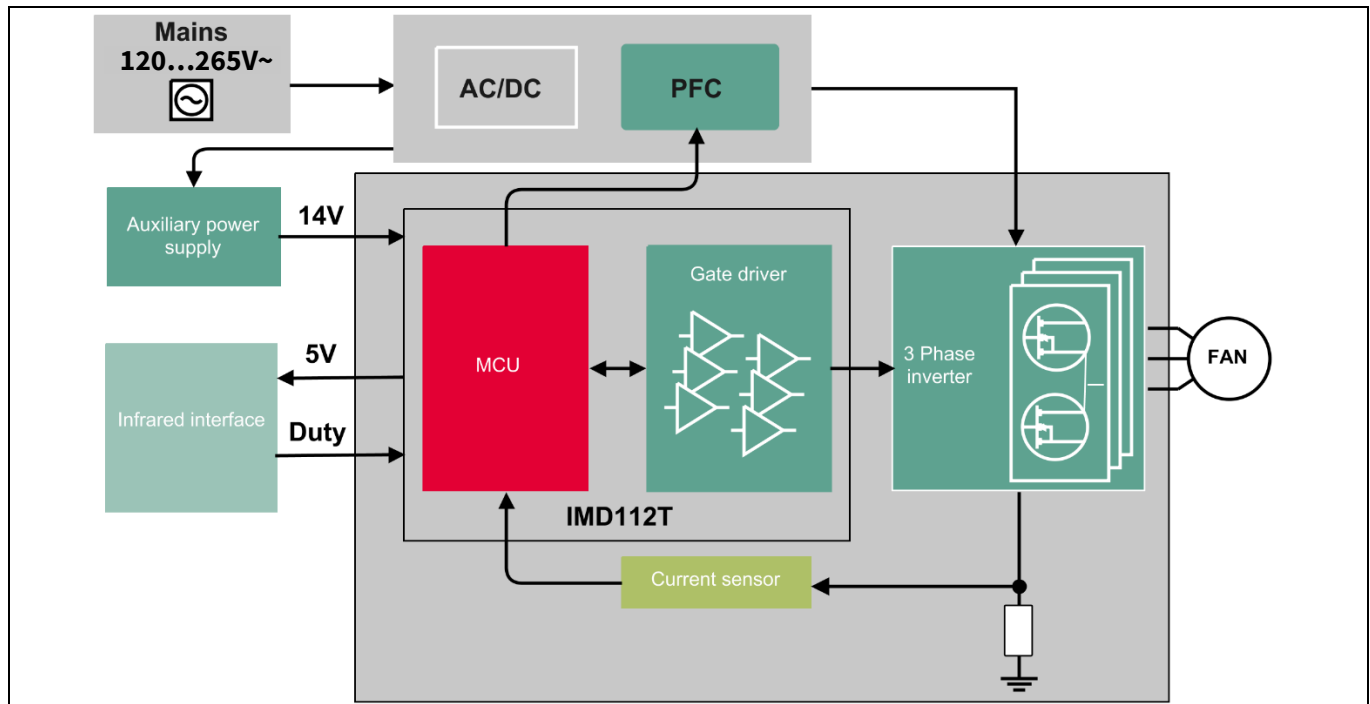 Mains
120...265V~
AC/DC
PFC
Auxiliary power
supply
14V
MCU
Gate driver
3 Phase
inverter
FAN
Infrared interface
5V
Duty
IMD112T
Current sensor